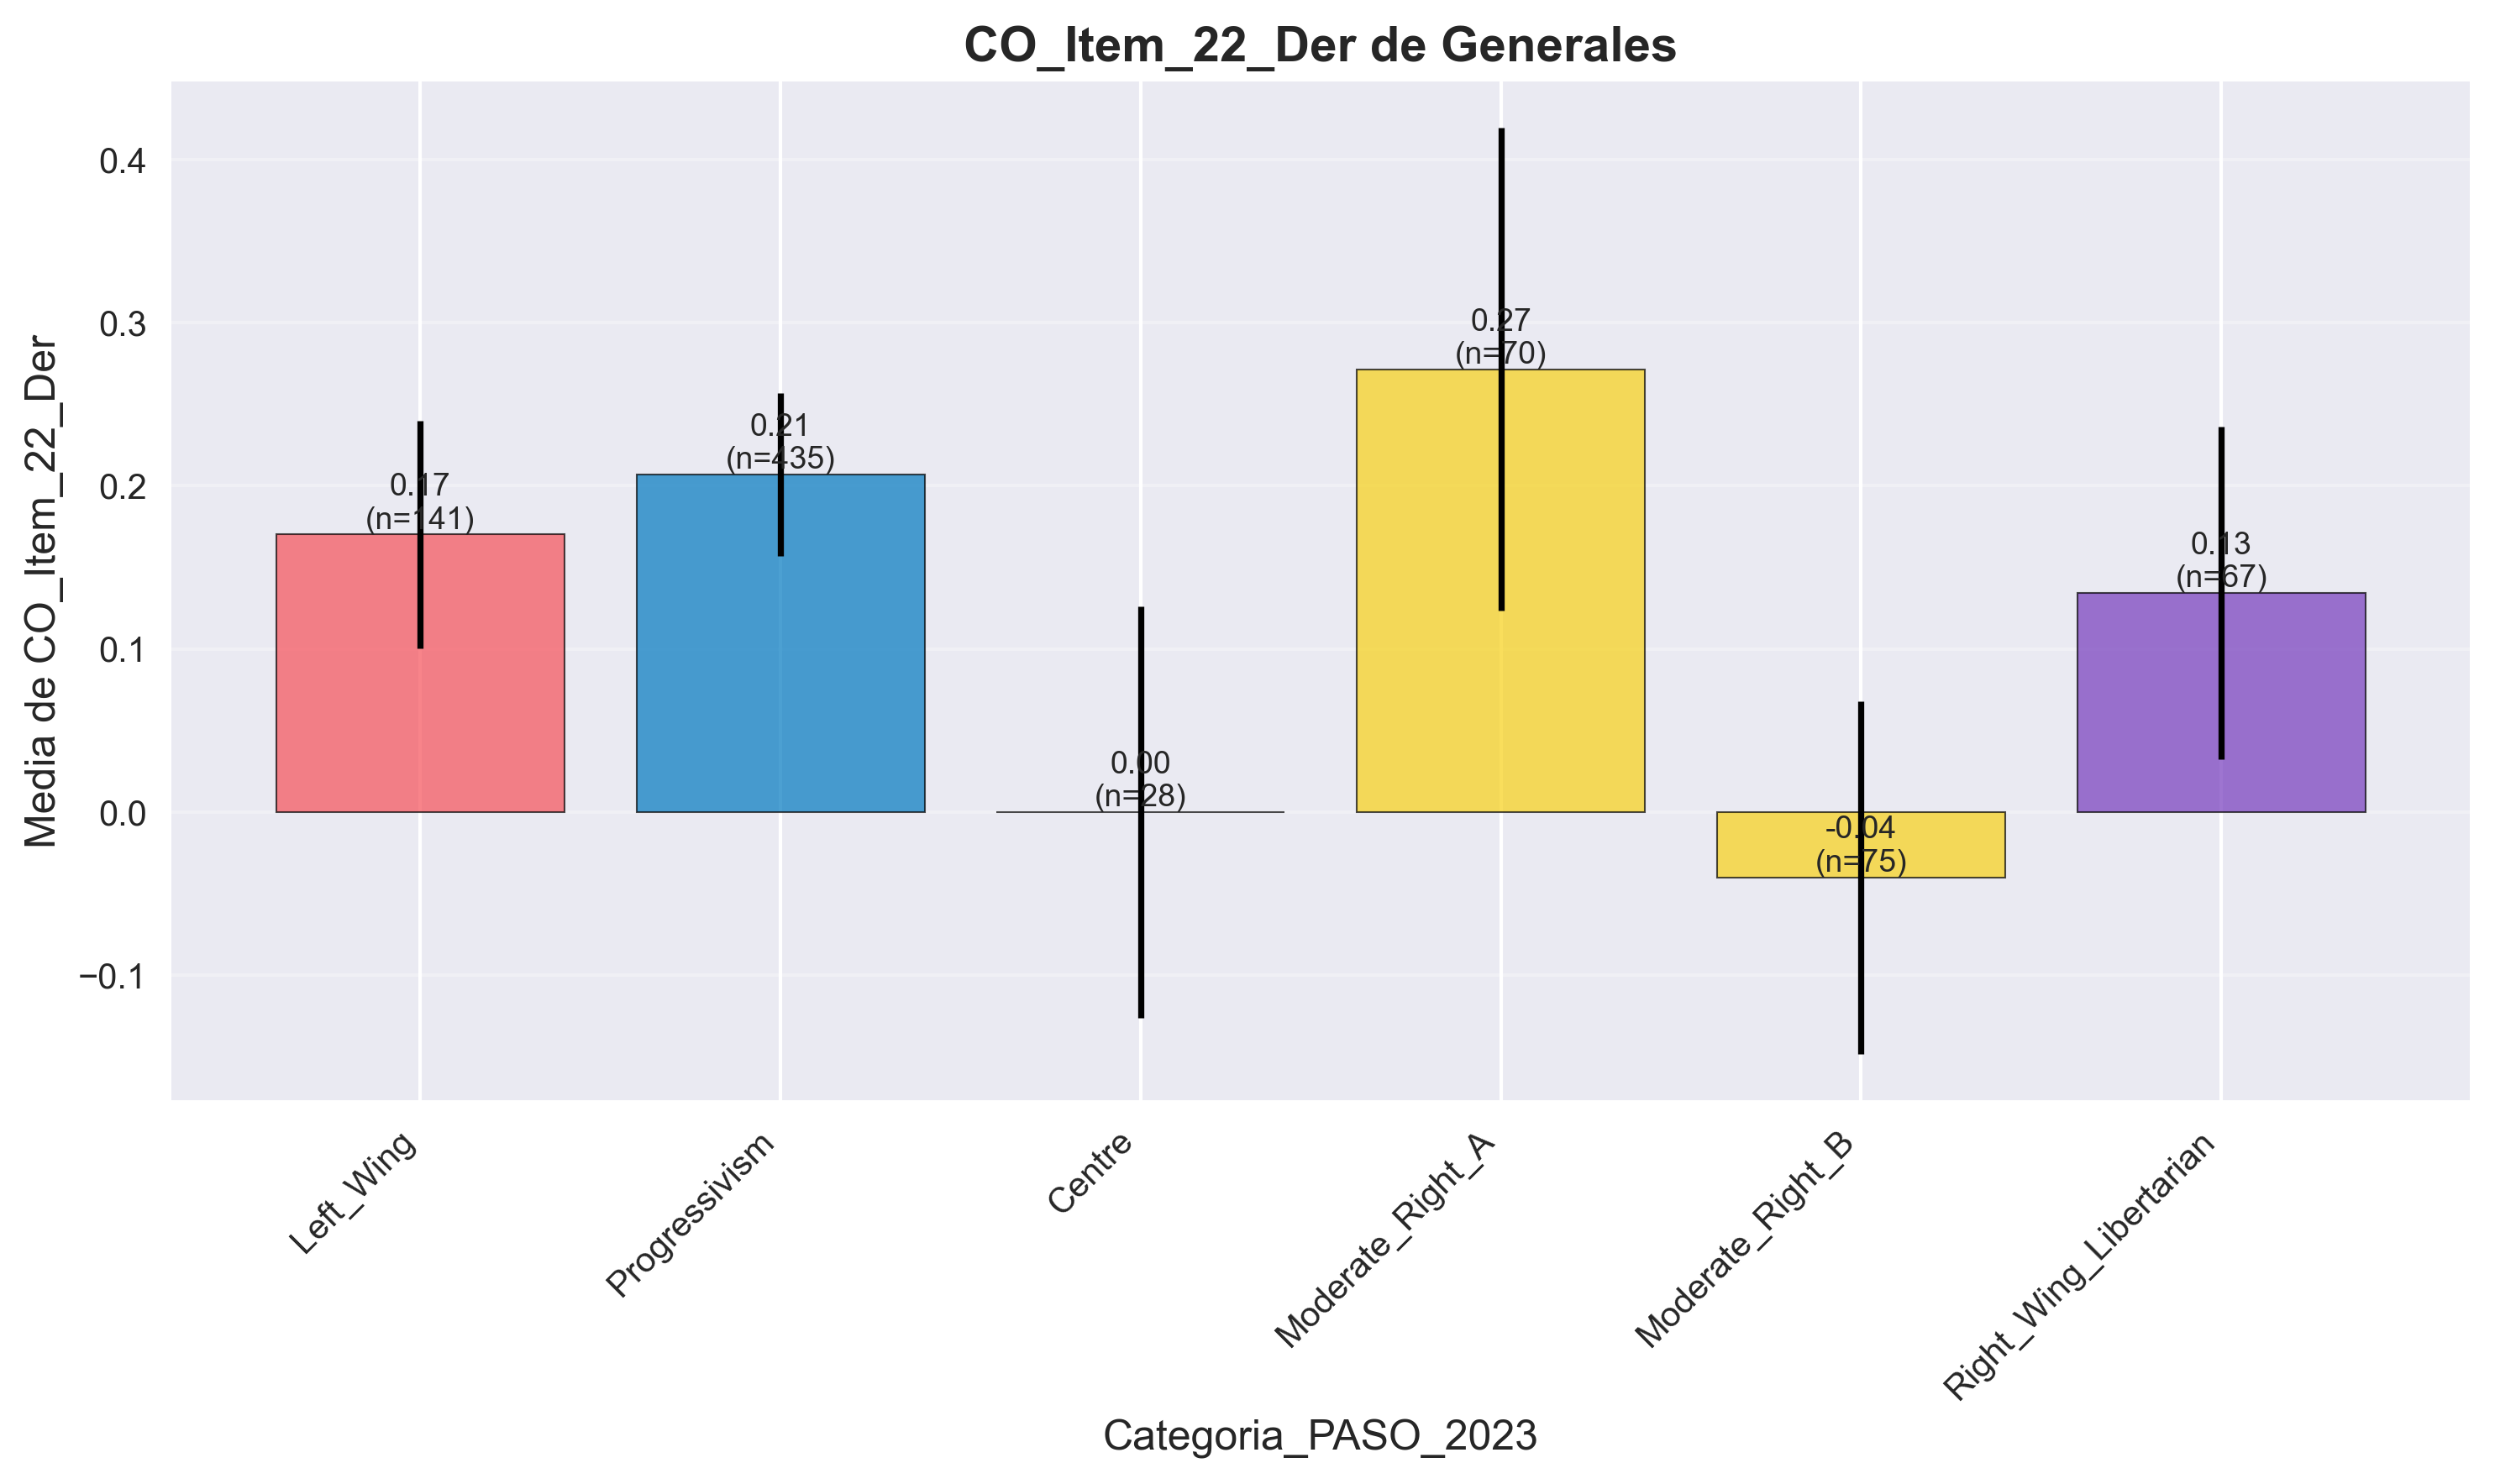 CO_Item_22_Der de Generales
Media de CO_Item_22_Der
0.4
0.3
0.2
0.1
0.0
−0.1
0.17
(n=141)
0.21
(n=435)
0.00
(n=28)
0.27
(n=70)
-0.04
(n=75)
0.13
(n=67)
Left_Wing
Progressivism
Centre
Moderate_Right_A
Moderate_Right_B
Right_Wing_Libertarian
Categoria_PASO_2023